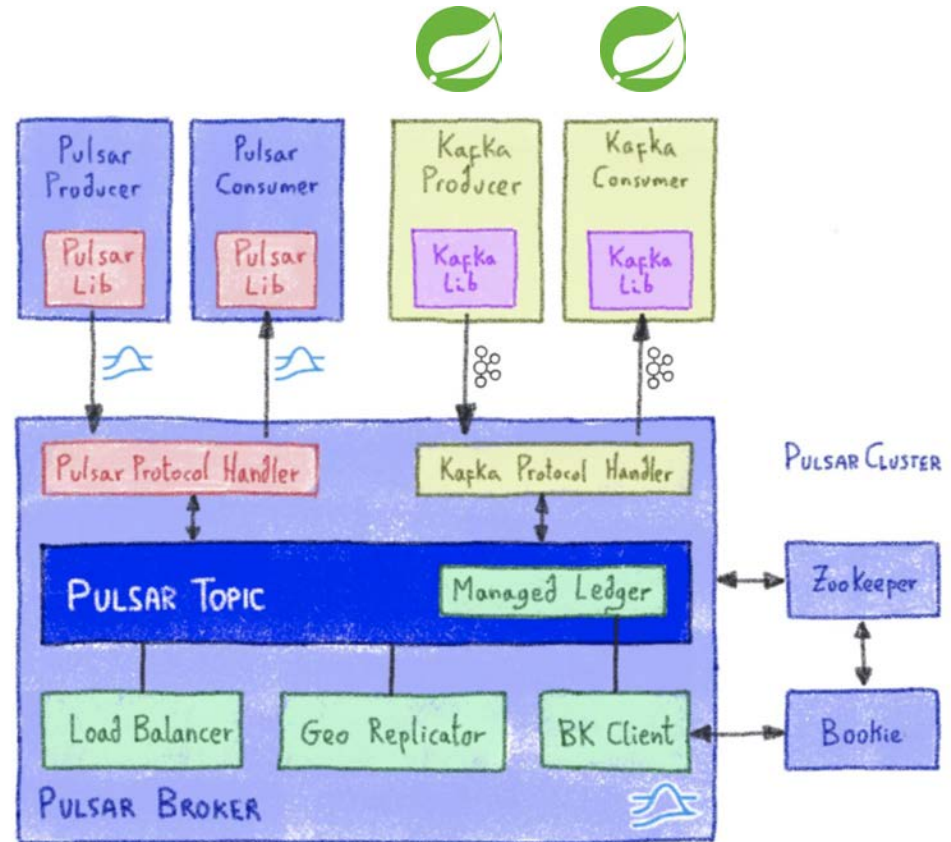 Pulsar
Producer
Pulsar
Lib
Pulsar
Consumer
Pulsar
Lib
Kafka
Producer
Kafka
Lib
Kafka
Consumer
Kafka
Lib
Pulsar Protocol Handler
Kafka Protocol Handler
PULSAR CLUSTER
PULSAR TOPIC
Managed Ledger
ZooKeeper
Load Balancer
Geo Replicator
BK Client
Bookie
PULSAR BROKER